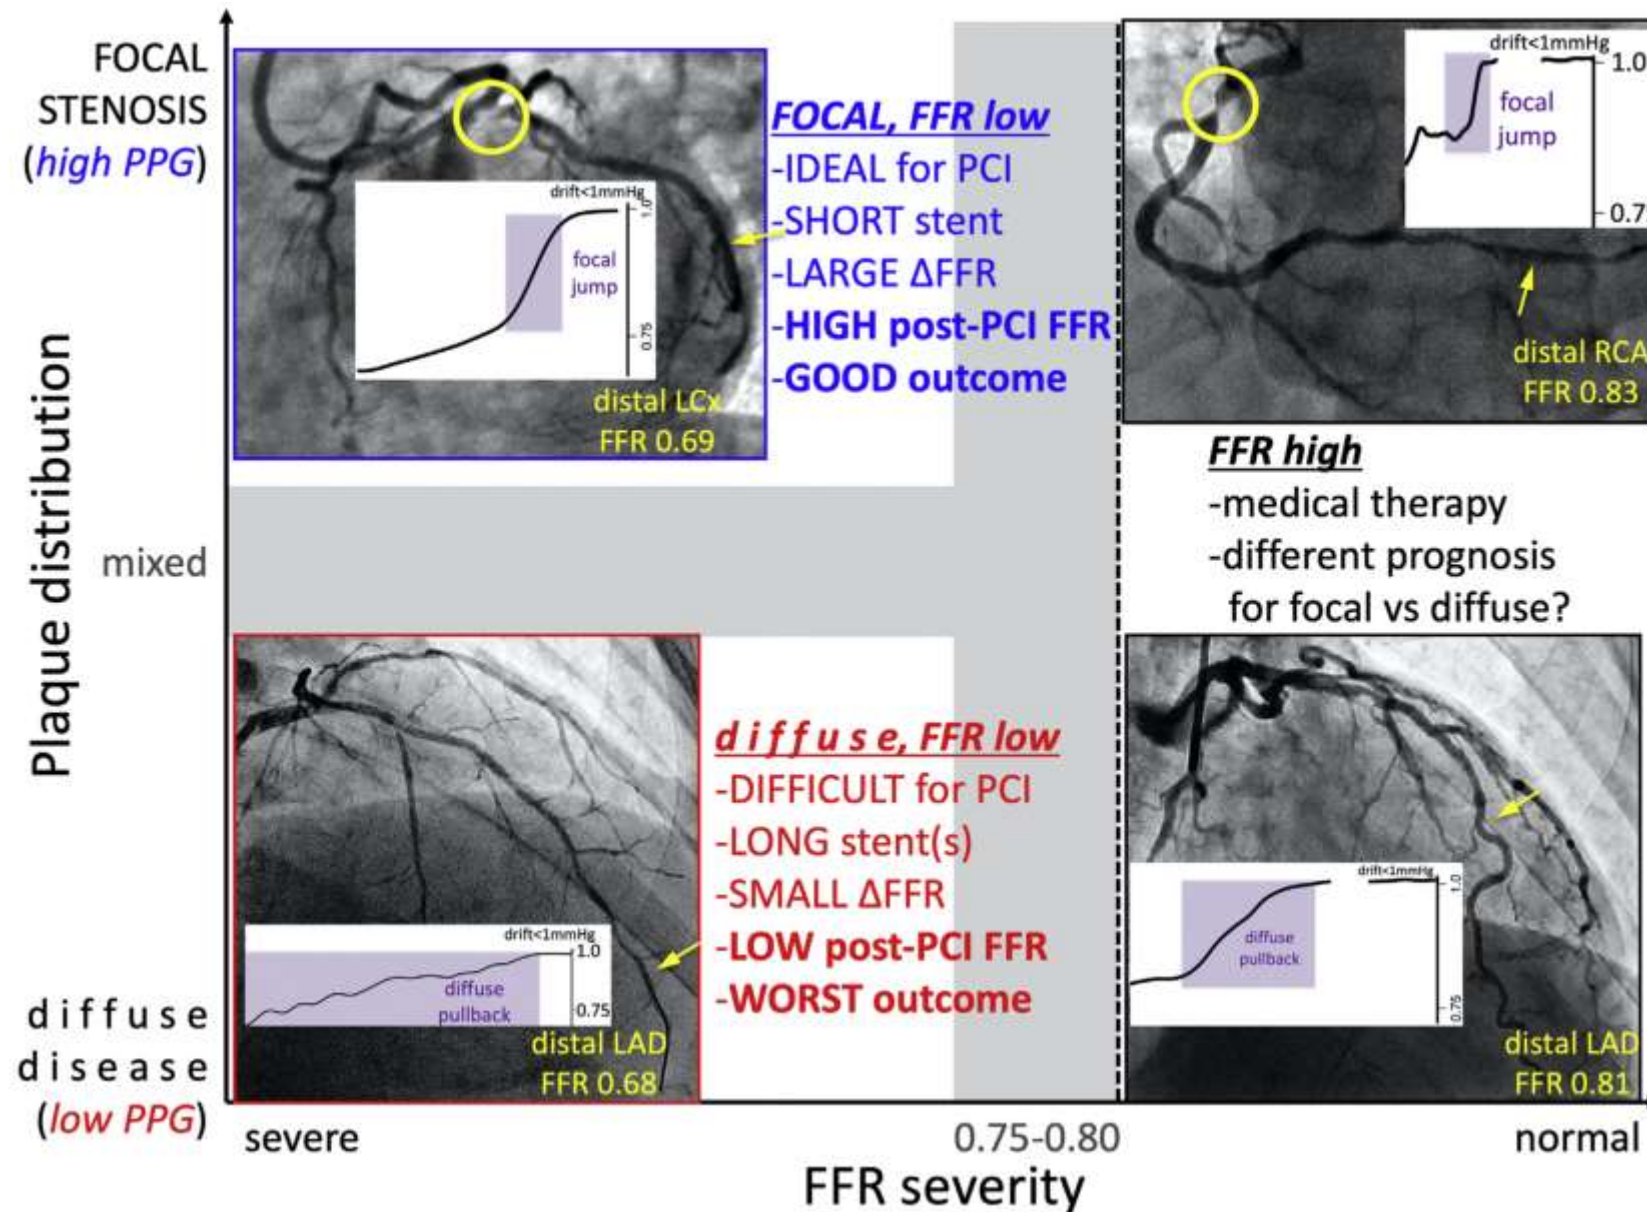 FOCAL
STENOSIS
(high PPG)
Plaque distribution
mixed
diffuse
disease
(low PPG)
drift<1mmHg
1.0
focal
jump
0.75
distal LCx
FFR 0.69
FOCAL, FFR low
-IDEAL for PCI
-SHORT stent
-LARGE ΔFFR
-HIGH post-PCI FFR
-GOOD outcome
drift<1mmHg
1.0
focal
jump
0.7
distal RCA
FFR 0.83
FFR high
-medical therapy
-different prognosis
for focal vs diffuse?
drift<1mmHg
1.0
diffuse
pullback
0.75
distal LAD
FFR 0.68
diffuse, FFR low
-DIFFICULT for PCI
-LONG stent(s)
-SMALL ΔFFR
-LOW post-PCI FFR
-WORST outcome
drift<1mmHg
1.0
diffuse
pullback
0.75
distal LAD
FFR 0.81
severe
0.75-0.80
normal
FFR severity